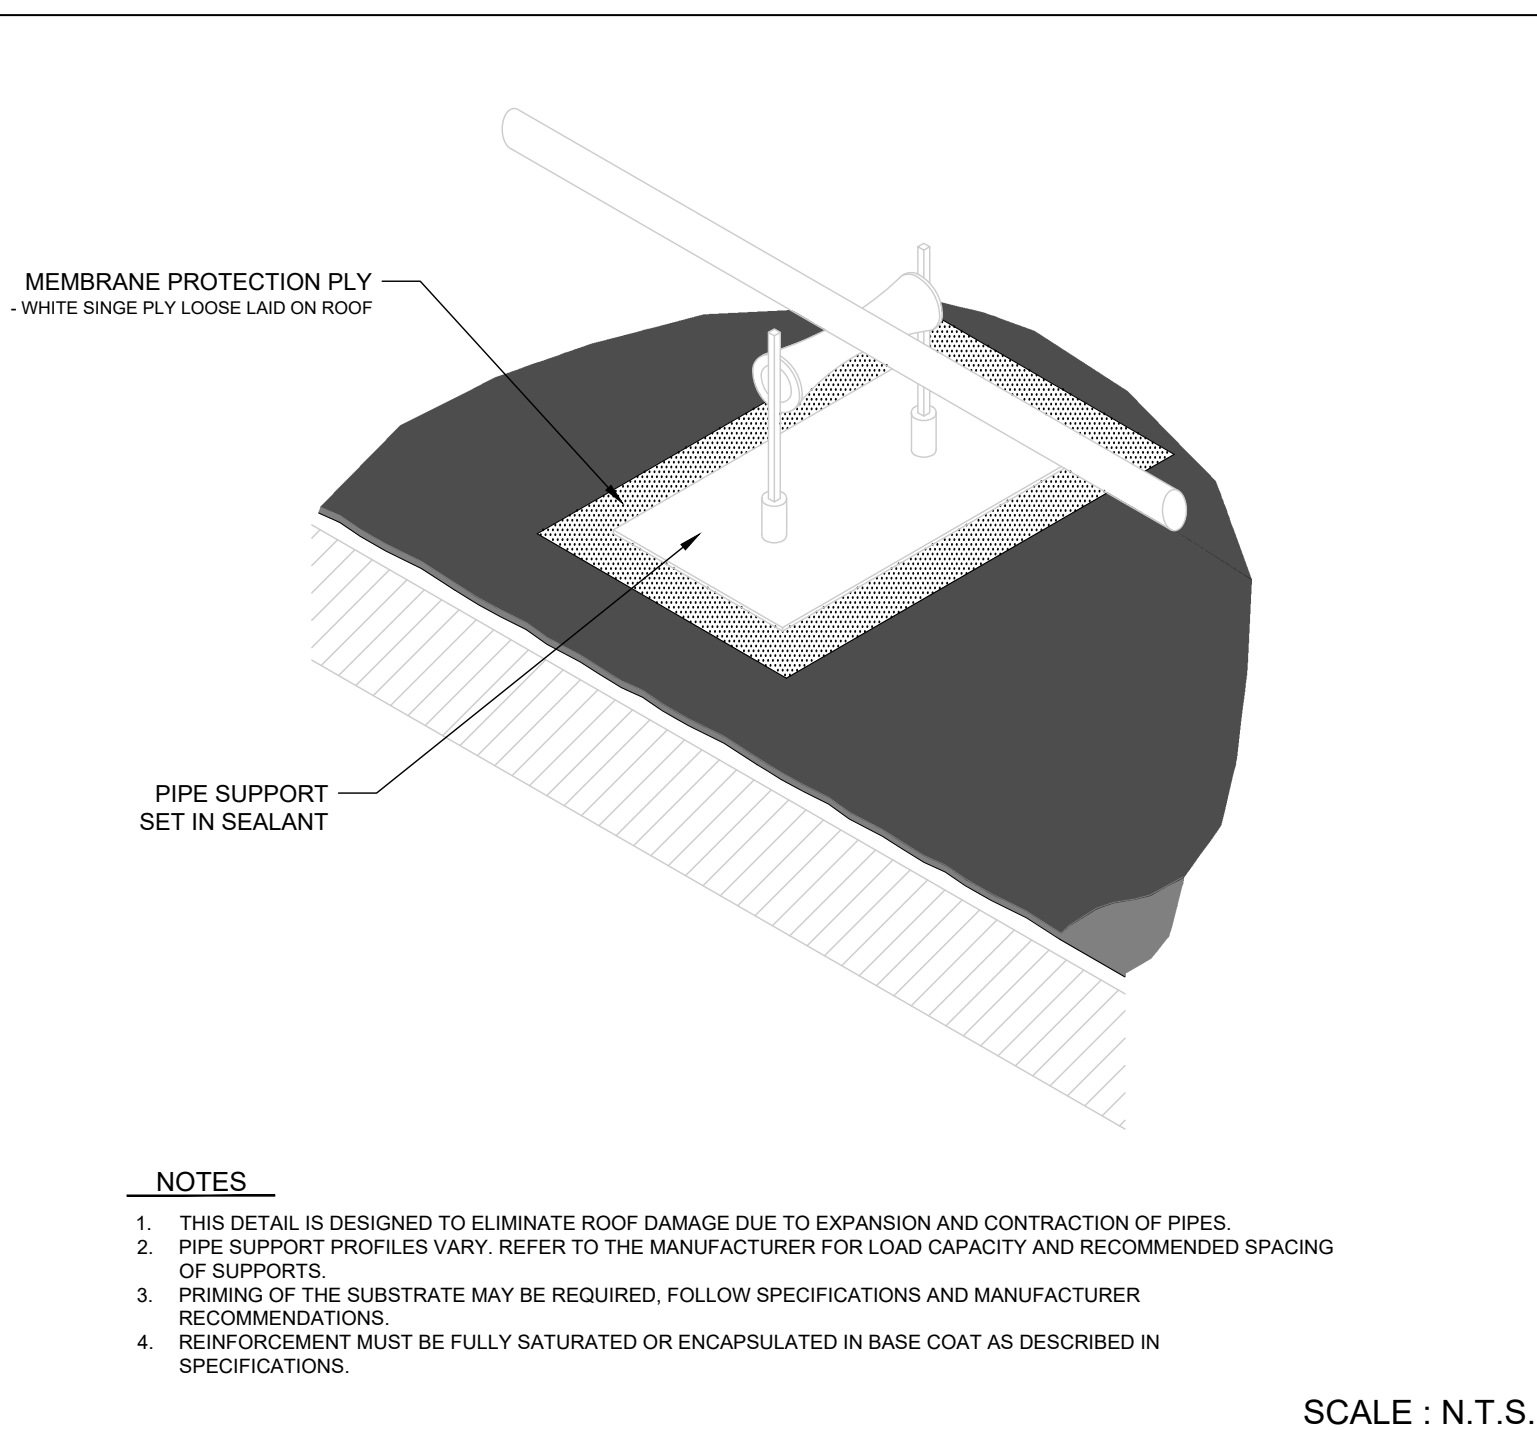 MEMBRANE PROTECTION PLY
- WHITE SINGE PLY LOOSE LAID ON ROOF
PIPE SUPPORT
SET IN SEALANT
NOTES
1. THIS DETAIL IS DESIGNED TO ELIMINATE ROOF DAMAGE DUE TO EXPANSION AND CONTRACTION OF PIPES.
2. PIPE SUPPORT PROFILES VARY. REFER TO THE MANUFACTURER FOR LOAD CAPACITY AND RECOMMENDED SPACING
OF SUPPORTS.
3. PRIMING OF THE SUBSTRATE MAY BE REQUIRED, FOLLOW SPECIFICATIONS AND MANUFACTURER
RECOMMENDATIONS.
4. REINFORCEMENT MUST BE FULLY SATURATED OR ENCAPSULATED IN BASE COAT AS DESCRIBED IN
SPECIFICATIONS.
SCALE : N.T.S.